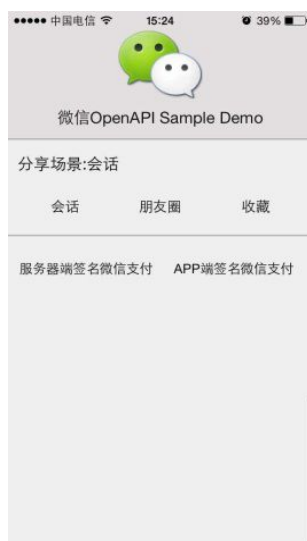 中国电信 15:24 39%
微信OpenAPI Sample Demo
分享场景:会话
会话 朋友圈 收藏
服务器端签名微信支付 APP端签名微信支付